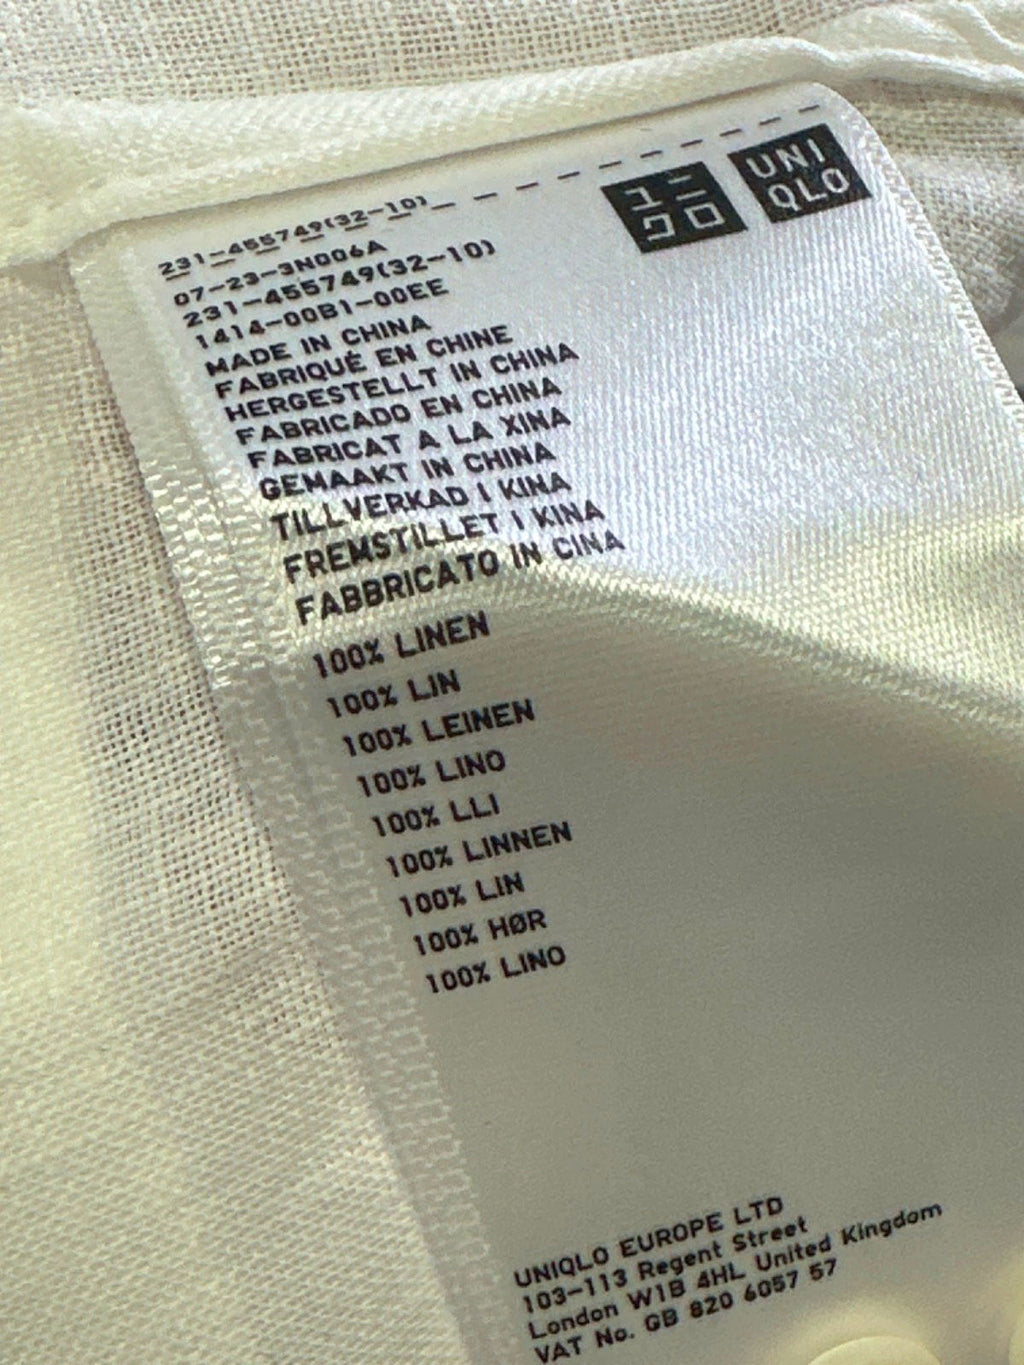 ユニ
クロ
UNI
QLO
231-455749(32-10)
07-23-3N006A
231-455749(32-10)
1414-00B1-00EE
MADE IN CHINA
FABRIQUÉ EN CHINE
HERGESTELLT IN CHINA
FABRICADO EN CHINA
FABRICAT A LA XINA
GEMAAKT IN CHINA
TILLVERKAD I KINA
FREMSTILLET I KINA
FABBRICATO IN CINA
100% LINEN
100% LIN
100% LEINEN
100% LINO
100% LLI
100% LINNEN
100% LIN
100% HØR
100% LINO
UNIQLO EUROPE LTD
103-113 Regent Street
London W1B 4HL United Kingdom
VAT No. GB 820 6057 57